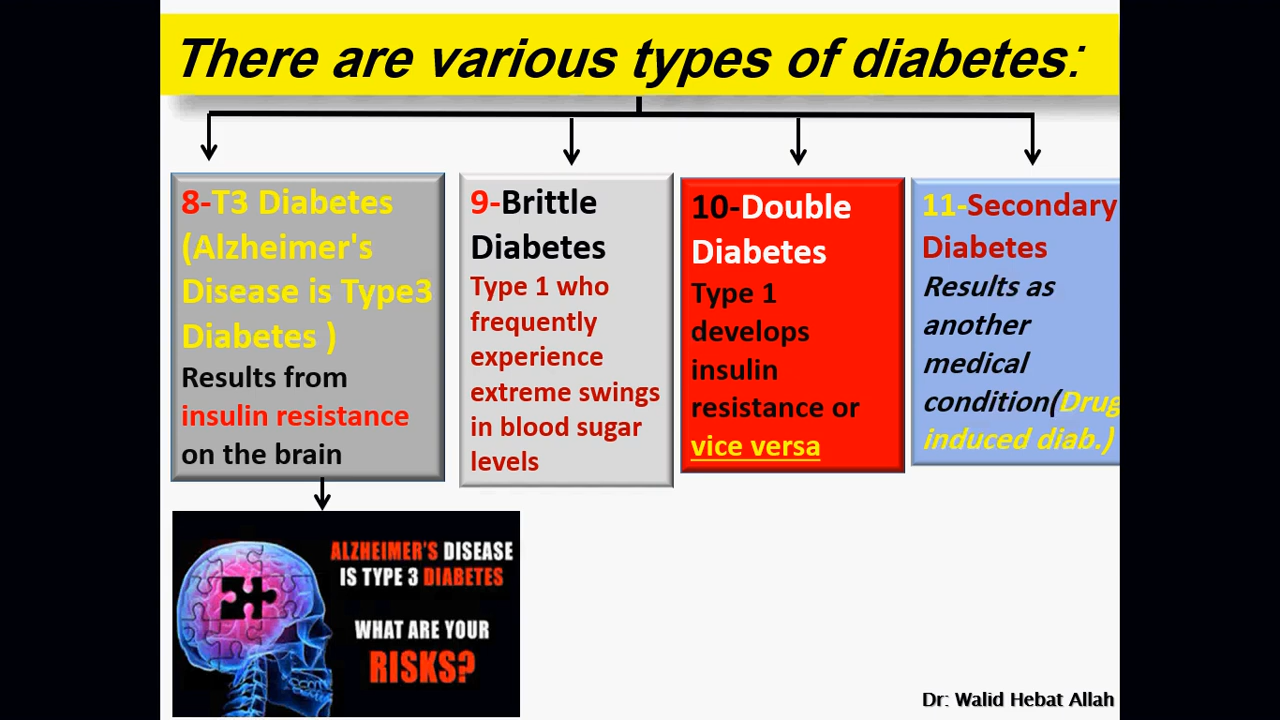 There are various types of diabetes:
8-T3 Diabetes
(Alzheimer's
Disease is Type3
Diabetes )
Results from
insulin resistance
on the brain
9-Brittle
Diabetes
Type 1 who
frequently
experience
extreme swings
in blood sugar
levels
10-Double
Diabetes
Type 1
develops
insulin
resistance or
vice versa
11-Secondary
Diabetes
Results as
another
medical
condition(Drug
induced diab.)
ALZHEIMER'S DISEASE
IS TYPE 3 DIABETES
WHAT ARE YOUR
RISKS?
Dr: Walid Hebat Allah